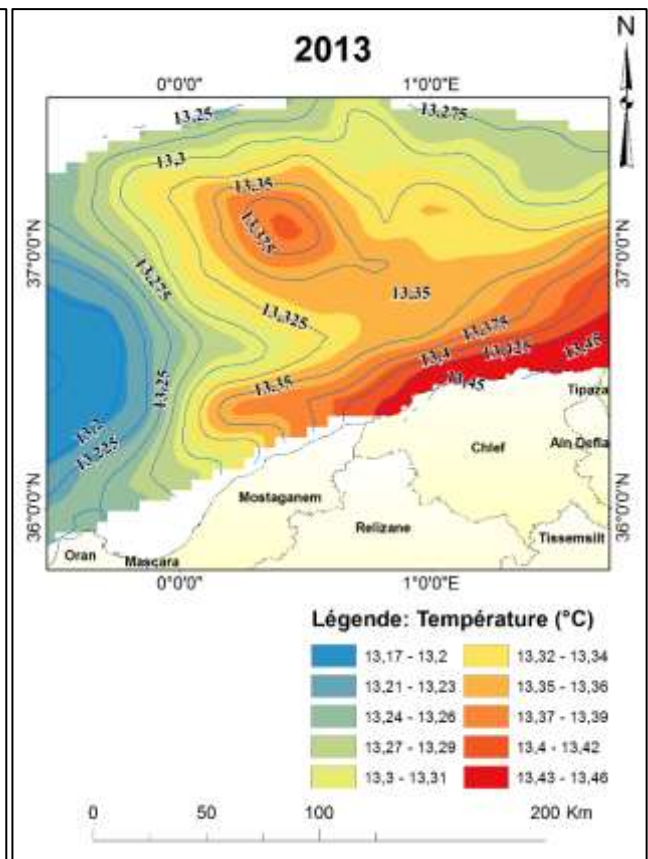 2013
N
0°0'0"
1°0'0"E
13,25
13,275
13,3
13,35
13,375
37°0'0"N
37°0'0"N
13,275
13,35
13,325
13,375
13,4
13,425
13,45
13,45
13,25
13,35
13,2
13,225
Tipaza
Chlef
Ain Defla
Mostaganem
36°0'0"N
36°0'0"N
Relizane
Tissemsilt
Oran
Mascara
0°0'0"
1°0'0"E
Légende: Température (°C)
13,17 - 13,2
13,32 - 13,34
13,21 - 13,23
13,35 - 13,36
13,24 - 13,26
13,37 - 13,39
13,27 - 13,29
13,4 - 13,42
13,3 - 13,31
13,43 - 13,46
0 50 100 200 Km